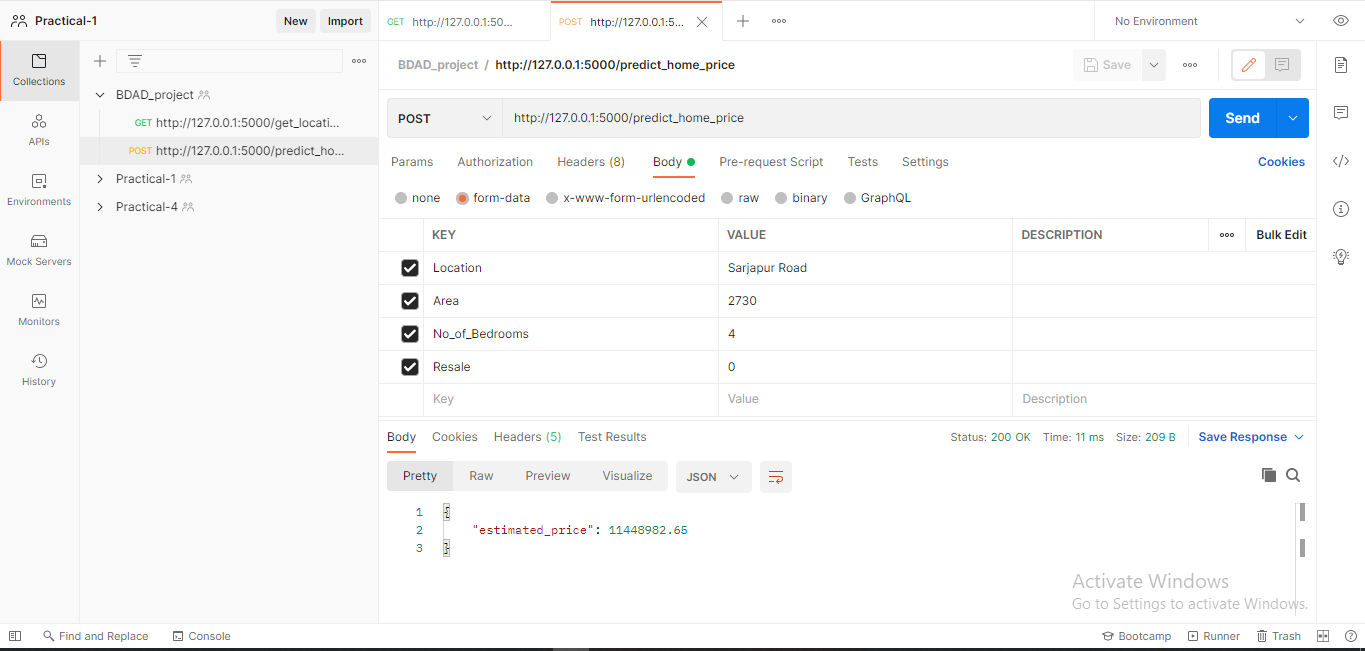 Practical-1 New Import GET http://127.0.0.1:50... POST http://127.0.0.1:5... No Environment
Collections
APIs
Environments
Mock Servers
Monitors
History
BDAD_project
GET http://127.0.0.1:5000/get_locati...
POST http://127.0.0.1:5000/predict_ho...
Practical-1
Practical-4
BDAD_project / http://127.0.0.1:5000/predict_home_price Save
POST http://127.0.0.1:5000/predict_home_price Send
Params Authorization Headers (8) Body Pre-request Script Tests Settings Cookies
none form-data x-www-form-urlencoded raw binary GraphQL
KEY VALUE DESCRIPTION Bulk Edit
Location Sarjapur Road
Area 2730
No_of_Bedrooms 4
Resale 0
Key Value Description
Body Cookies Headers (5) Test Results Status: 200 OK Time: 11 ms Size: 209 B Save Response
Pretty Raw Preview Visualize JSON
1 {
2 "estimated_price": 11448982.65
3 }
Activate Windows
Go to Settings to activate Windows.
Find and Replace Console Bootcamp Runner Trash